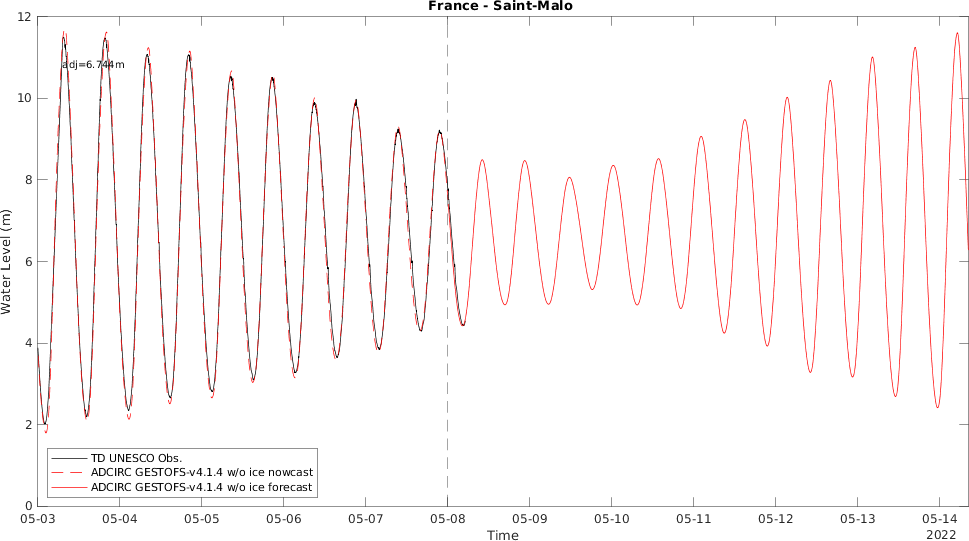 France - Saint-Malo
12
adj=6.744m
10
8
6
4
2
0
Water Level (m)
TD UNESCO Obs.
ADCIRC GESTOFS-v4.1.4 w/o ice nowcast
ADCIRC GESTOFS-v4.1.4 w/o ice forecast
05-03 05-04 05-05 05-06 05-07 05-08 05-09 05-10 05-11 05-12 05-13 05-14
Time
2022